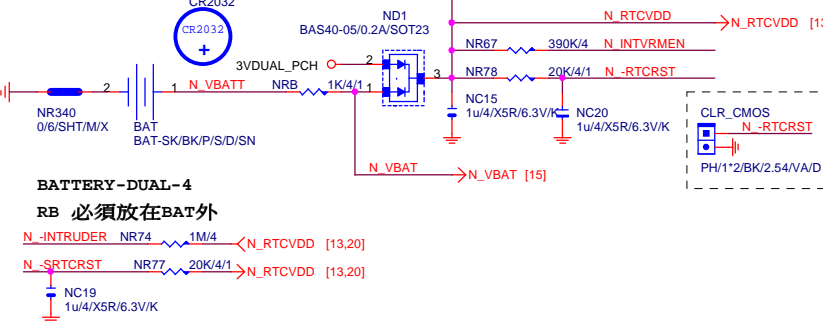 CR2032
CR2032
+
ND1
BAS40-05/0.2A/SOT23
N_RTCVDD
N_RTCVDD [13
3VDUAL_PCH
2
NR67
390K/4
N_INTVRMEN
2
1
N_VBATT
NRB
1K/4/1
1
3
NR78
20K/4/1
N_-RTCRST
NR340
0/6/SHT/M/X
BAT
BAT-SK/BK/P/S/D/SN
NC15
1u/4/X5R/6.3V/K
NC20
1u/4/X5R/6.3V/K
CLR_CMOS
N_-RTCRST
PH/1*2/BK/2.54/VA/D
N_VBAT
N_VBAT [15]
BATTERY-DUAL-4
RB 必須放在BAT外
N_-INTRUDER
NR74
1M/4
N_RTCVDD [13,20]
N_-SRTCRST
NR77
20K/4/1
N_RTCVDD [13,20]
NC19
1u/4/X5R/6.3V/K